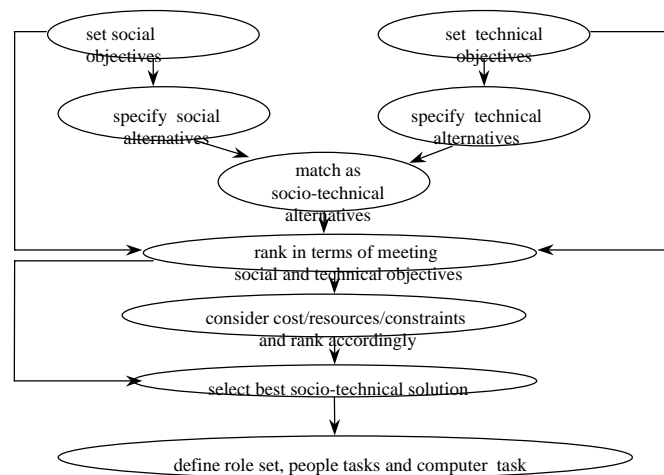 set social
objectives
set technical
objectives
specify social
alternatives
specify technical
alternatives
match as
socio-technical
alternatives
rank in terms of meeting
social and technical objectives
consider cost/resources/constraints
and rank accordingly
select best socio-technical solution
define role set, people tasks and computer task